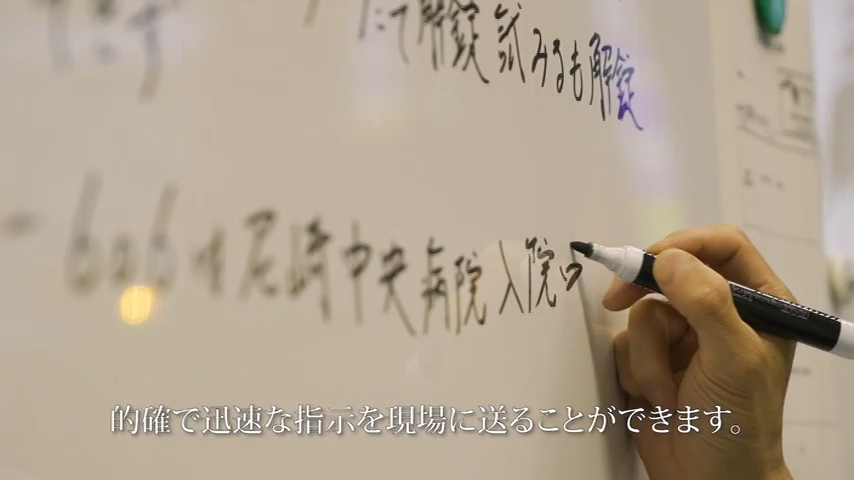 にて解錠試みるも解錠
606は尾崎中央病院入院中
的確で迅速な指示を現場に送ることができます。